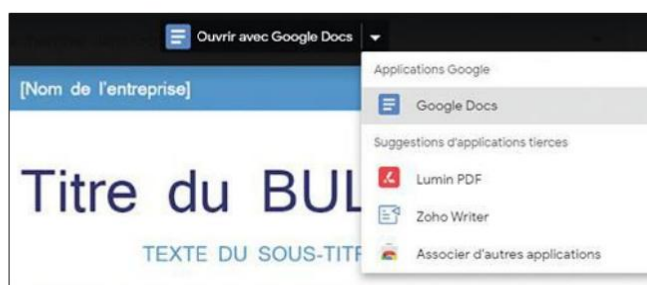 Ouvrir avec Google Docs
Applications Google
[Nom de l'entreprise]
Google Docs
Suggestions d'applications tierces
Titre du BUL
Lumin PDF
Zoho Writer
TEXTE DU SOUS-TITR
Associer d'autres applications